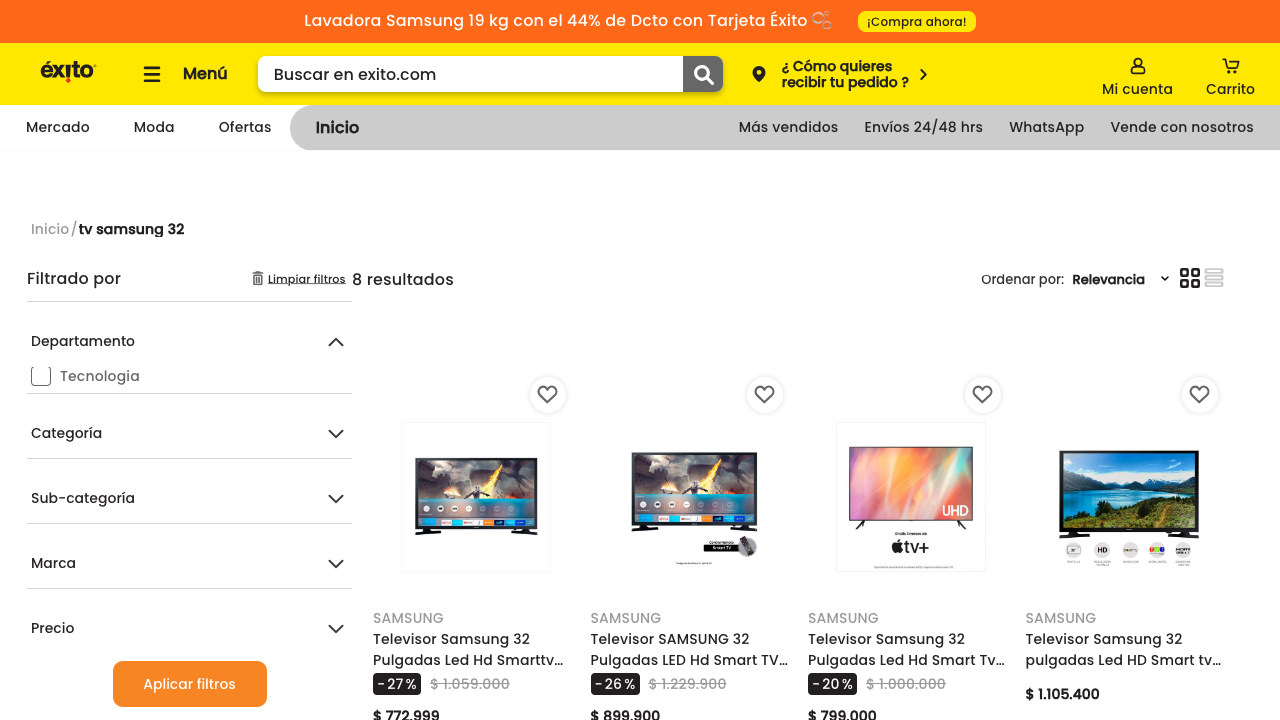 Lavadora Samsung 19 kg con el 44% de Dcto con Tarjeta Éxito
¡Compra ahora!
éxito
Menú
Buscar en exito.com
¿ Cómo quieres
recibir tu pedido ?
Mi cuenta
Carrito
Mercado
Moda
Ofertas
Inicio
Más vendidos
Envíos 24/48 hrs
WhatsApp
Vende con nosotros
Inicio / tv samsung 32
Filtrado por
Limpiar filtros
8 resultados
Ordenar por: Relevancia
Departamento
Tecnologia
Categoría
Sub-categoría
Marca
Precio
Aplicar filtros
SAMSUNG
Televisor Samsung 32
Pulgadas Led Hd Smarttv…
-27%
$ 1.059.000
$ 772.999
Smart TV
SAMSUNG
Televisor SAMSUNG 32
Pulgadas LED Hd Smart TV…
-26%
$ 1.229.900
$ 899.900
UHD
tv+
SAMSUNG
Televisor Samsung 32
Pulgadas Led Hd Smart Tv…
-20%
$ 1.000.000
$ 799.000
HD
SAMSUNG
Televisor Samsung 32
pulgadas Led HD Smart tv…
$ 1.105.400